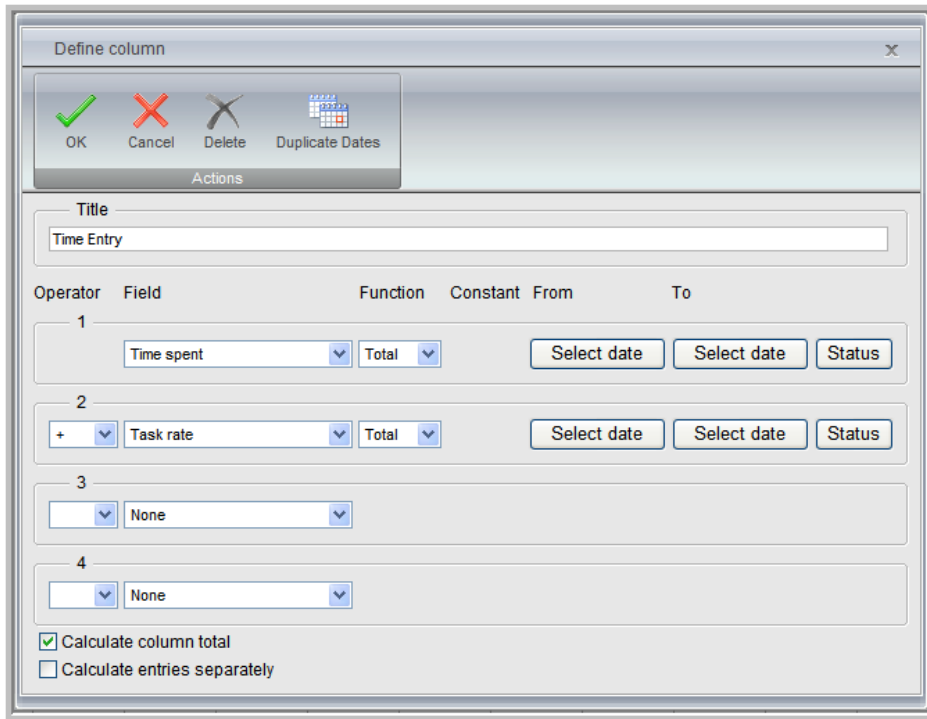 Define column x
OK Cancel Delete Duplicate Dates
Actions
Title
Time Entry
Operator Field Function Constant From To
1
Time spent Total Select date Select date Status
2
+ Task rate Total Select date Select date Status
3
None
4
None
Calculate column total
Calculate entries separately